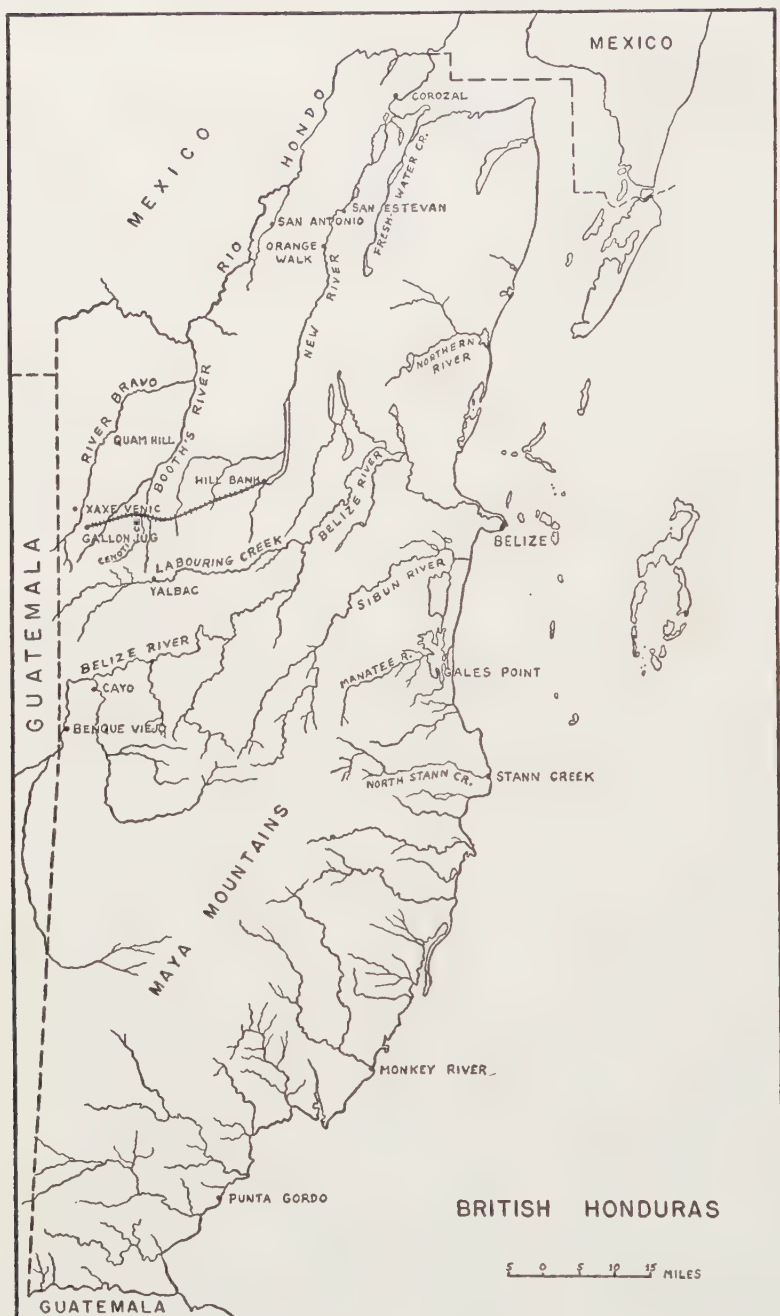 MEXICO
COROZAL
MEXICO
RIO HONDO
FRESH WATER CR.
SAN ESTEVAN
SAN ANTONIO
ORANGE
WALK
NEW RIVER
NORTHERN
RIVER
RIVER BRAVO
BOOTH'S RIVER
QUAM HILL
HILL BANK
BELIZE RIVER
XAXE VENIC
GALLON JUG
CENOTE CR.
LABOURING CREEK
BELIZE
YALBAC
SIBUN RIVER
GUATEMALA
BELIZE RIVER
MANATEE R.
GALES POINT
CAYO
BENQUE VIEJO
NORTH STANN CR.
STANN CREEK
MAYA MOUNTAINS
MONKEY RIVER
PUNTA GORDO
BRITISH HONDURAS
5 0 5 10 15 MILES
GUATEMALA